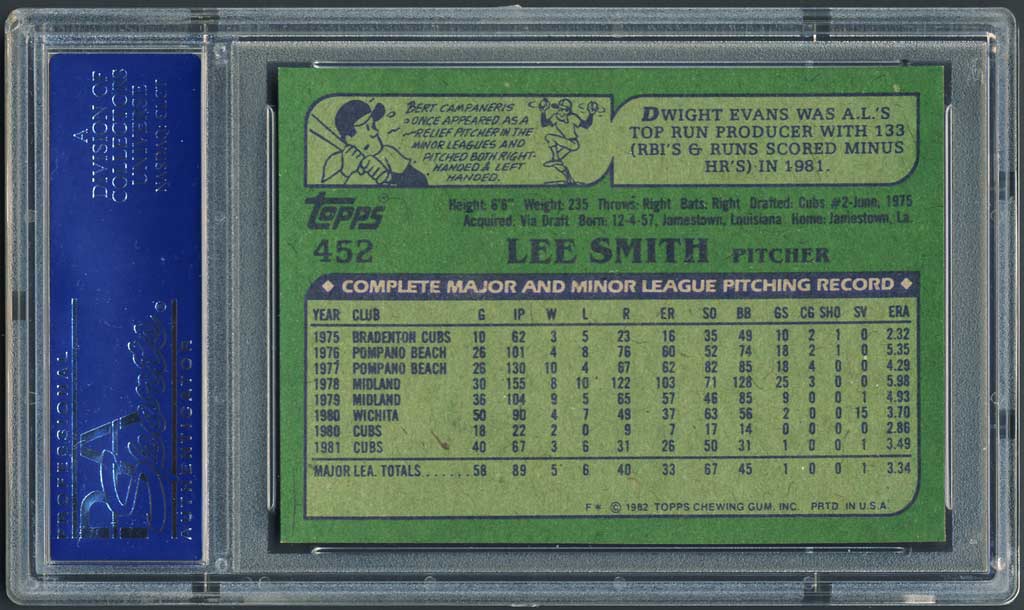 A
DIVISION OF
COLLECTORS
UNIVERSE
NASDAQ: CLCT
PROFESSIONAL
PSA
Sports
AUTHENTICATOR
BERT CAMPANERIS
ONCE APPEARED AS A
RELIEF PITCHER IN THE
MINOR LEAGUES AND
PITCHED BOTH RIGHT-
HANDED & LEFT
HANDED.
DWIGHT EVANS WAS A.L.'S
TOP RUN PRODUCER WITH 133
(RBI'S & RUNS SCORED MINUS
HR'S) IN 1981.
TOPPS
Height: 6'6" Weight: 235 Throws: Right Bats: Right Drafted: Cubs #2-June, 1975
Acquired: Via Draft Born: 12-4-57, Jamestown, Louisiana Home: Jamestown, La.
452 LEE SMITH PITCHER
COMPLETE MAJOR AND MINOR LEAGUE PITCHING RECORD
YEAR CLUB G IP W L R ER SO BB GS CG SHO SV ERA
1975 BRADENTON CUBS 10 62 3 5 23 16 35 49 10 2 1 0 2.32
1976 POMPANO BEACH 26 101 4 8 76 60 52 74 18 2 1 0 5.35
1977 POMPANO BEACH 26 130 10 4 67 62 82 85 18 4 0 0 4.29
1978 MIDLAND 30 155 8 10 122 103 71 128 25 3 0 0 5.98
1979 MIDLAND 36 104 9 5 65 57 46 85 9 0 0 1 4.93
1980 WICHITA 50 90 4 7 49 37 63 56 2 0 0 15 3.70
1980 CUBS 18 22 2 0 9 7 17 14 0 0 0 0 2.86
1981 CUBS 40 67 3 6 31 26 50 31 1 0 0 1 3.49
MAJOR LEA. TOTALS....... 58 89 5 6 40 33 67 45 1 0 0 1 3.34
F* © 1982 TOPPS CHEWING GUM, INC. PRTD. IN U.S.A.